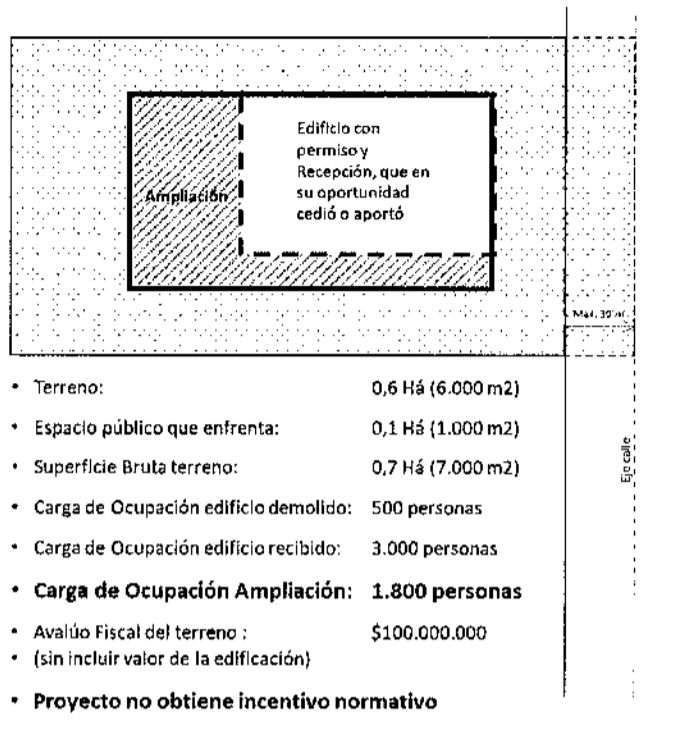 Edificio con
permiso y
Recepción, que en
su oportunidad
cedió o aportó
Ampliación
Max. 30 m.
• Terreno: 0,6 Há (6.000 m2)
• Espacio público que enfrenta: 0,1 Há (1.000 m2)
• Superficie Bruta terreno: 0,7 Há (7.000 m2)
Eje calle
• Carga de Ocupación edificio demolido: 500 personas
• Carga de Ocupación edificio recibido: 3.000 personas
• Carga de Ocupación Ampliación: 1.800 personas
• Avalúo Fiscal del terreno : $100.000.000
• (sin incluir valor de la edificación)
• Proyecto no obtiene incentivo normativo